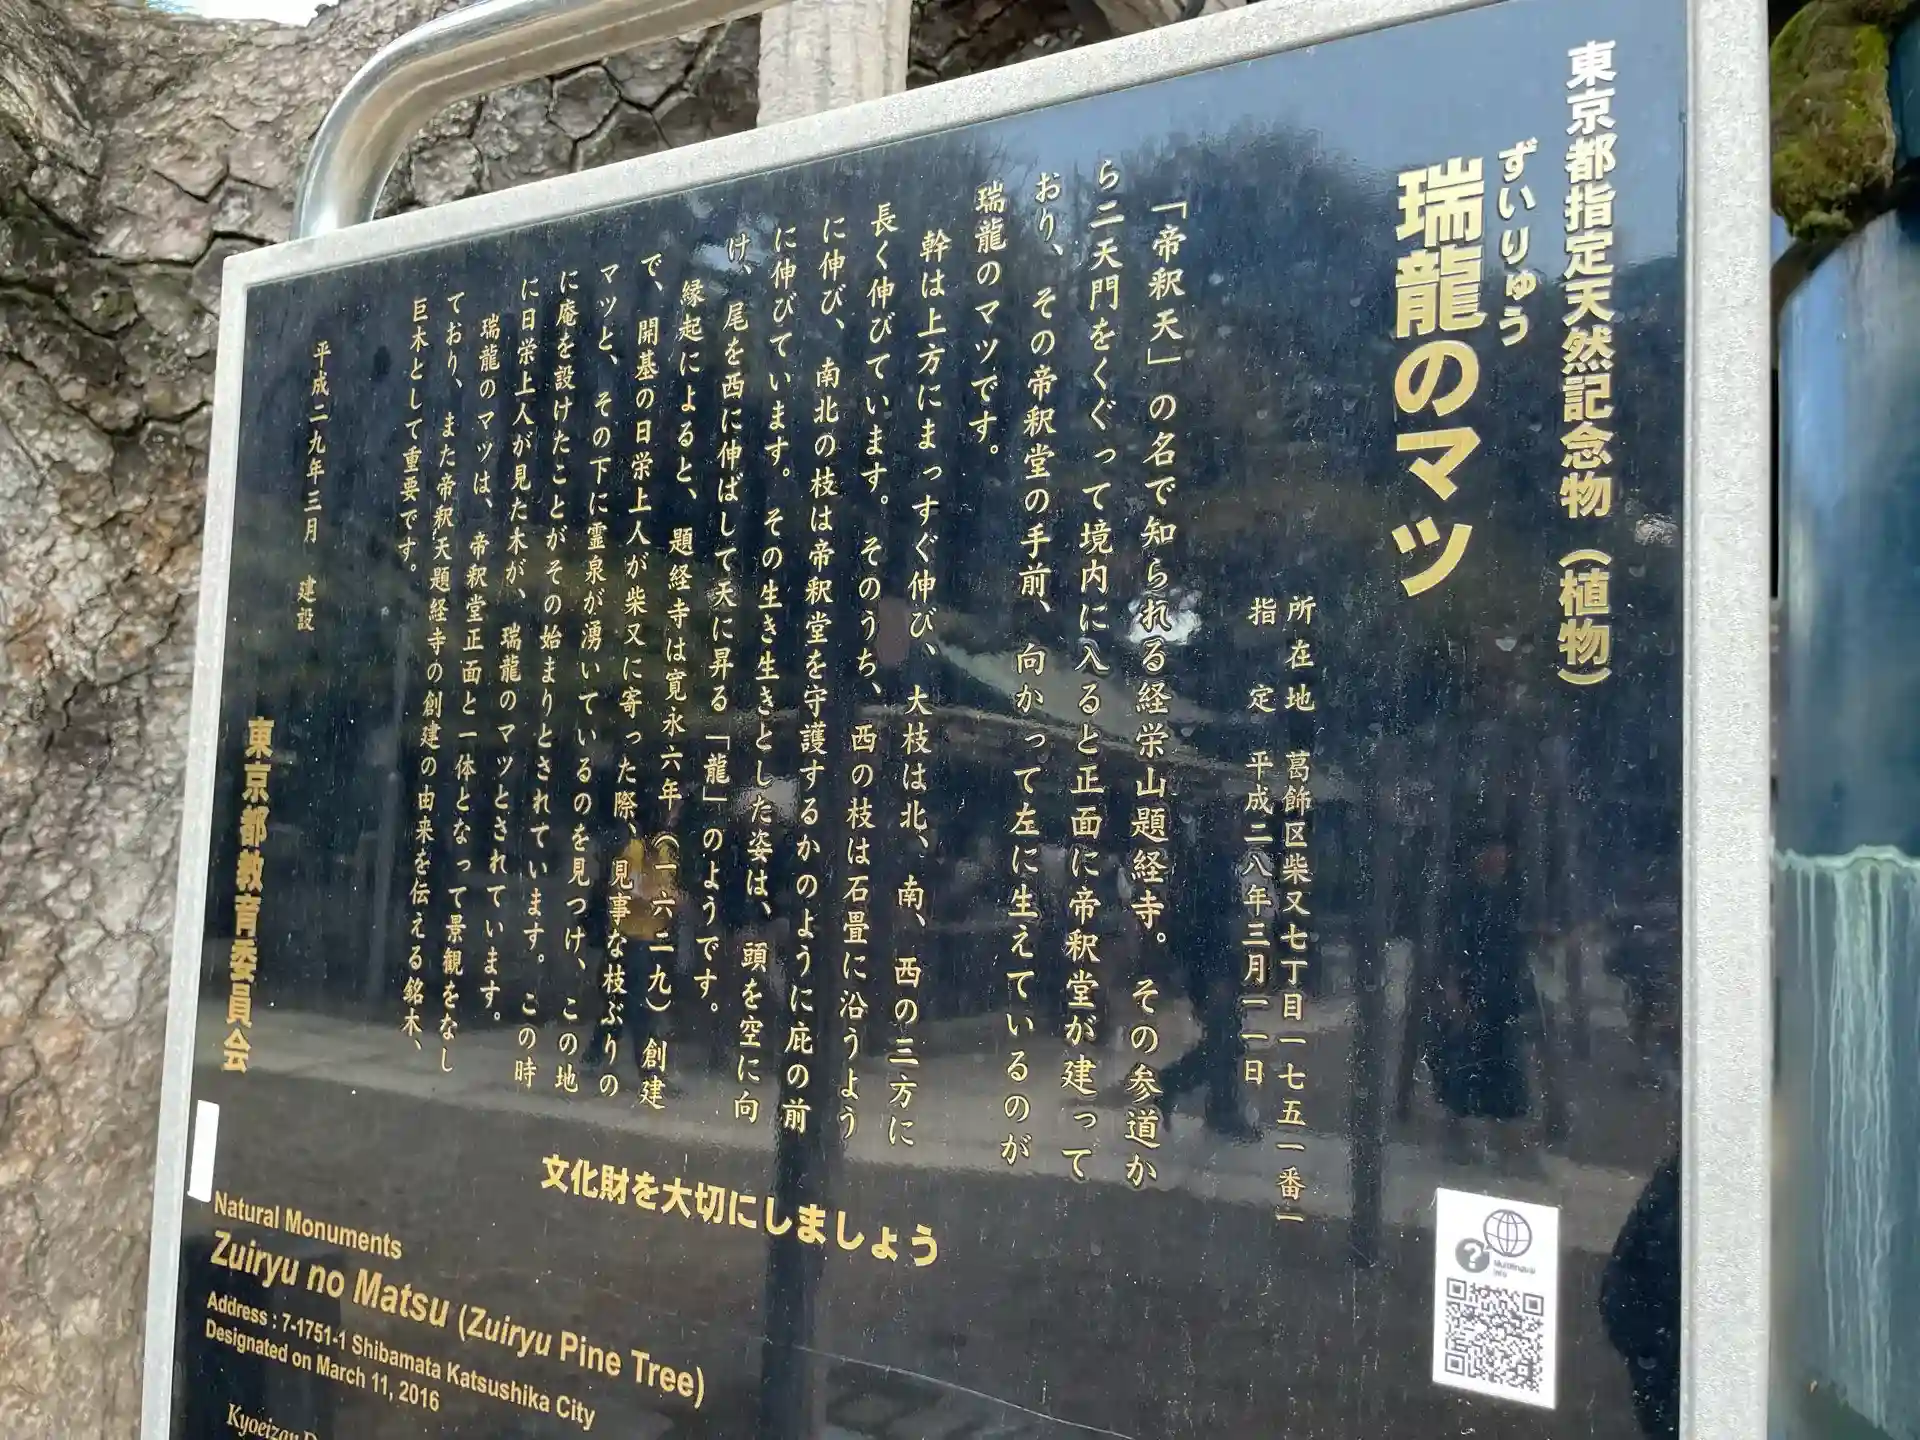 東京都指定天然記念物（植物）
ずいりゅう
瑞龍のマツ
所在地 葛飾区柴又七丁目一七五一番一
指定 平成二八年三月一一日
「帝釈天」の名で知られる経栄山題経寺。その参道か
ら二天門をくぐって境内に入ると正面に帝釈堂が建って
おり、その帝釈堂の手前、向かって左に生えているのが
瑞龍のマツです。
幹は上方にまっすぐ伸び、大枝は北、南、西の三方に
長く伸びています。そのうち、西の枝は石畳に沿うよう
に伸び、南北の枝は帝釈堂を守護するかのように庇の前
に伸びています。その生き生きとした姿は、頭を空に向
け、尾を西に伸ばして天に昇る「龍」のようです。
縁起によると、題経寺は寛永六年（一六二九）創建
で、開基の日栄上人が柴又に寄った際、見事な枝ぶりの
マツと、その下に霊泉が湧いているのを見つけ、この地
に庵を設けたことがその始まりとされています。この時
に日栄上人が見た木が、瑞龍のマツとされています。
瑞龍のマツは、帝釈堂正面と一体となって景観をなし
ており、また帝釈天題経寺の創建の由来を伝える銘木、
巨木として重要です。
平成二九年三月 建設
東京都教育委員会
文化財を大切にしましょう
Natural Monuments
Zuiryu no Matsu (Zuiryu Pine Tree)
Address : 7-1751-1 Shibamata Katsushika City
Designated on March 11, 2016
Kyoeizan